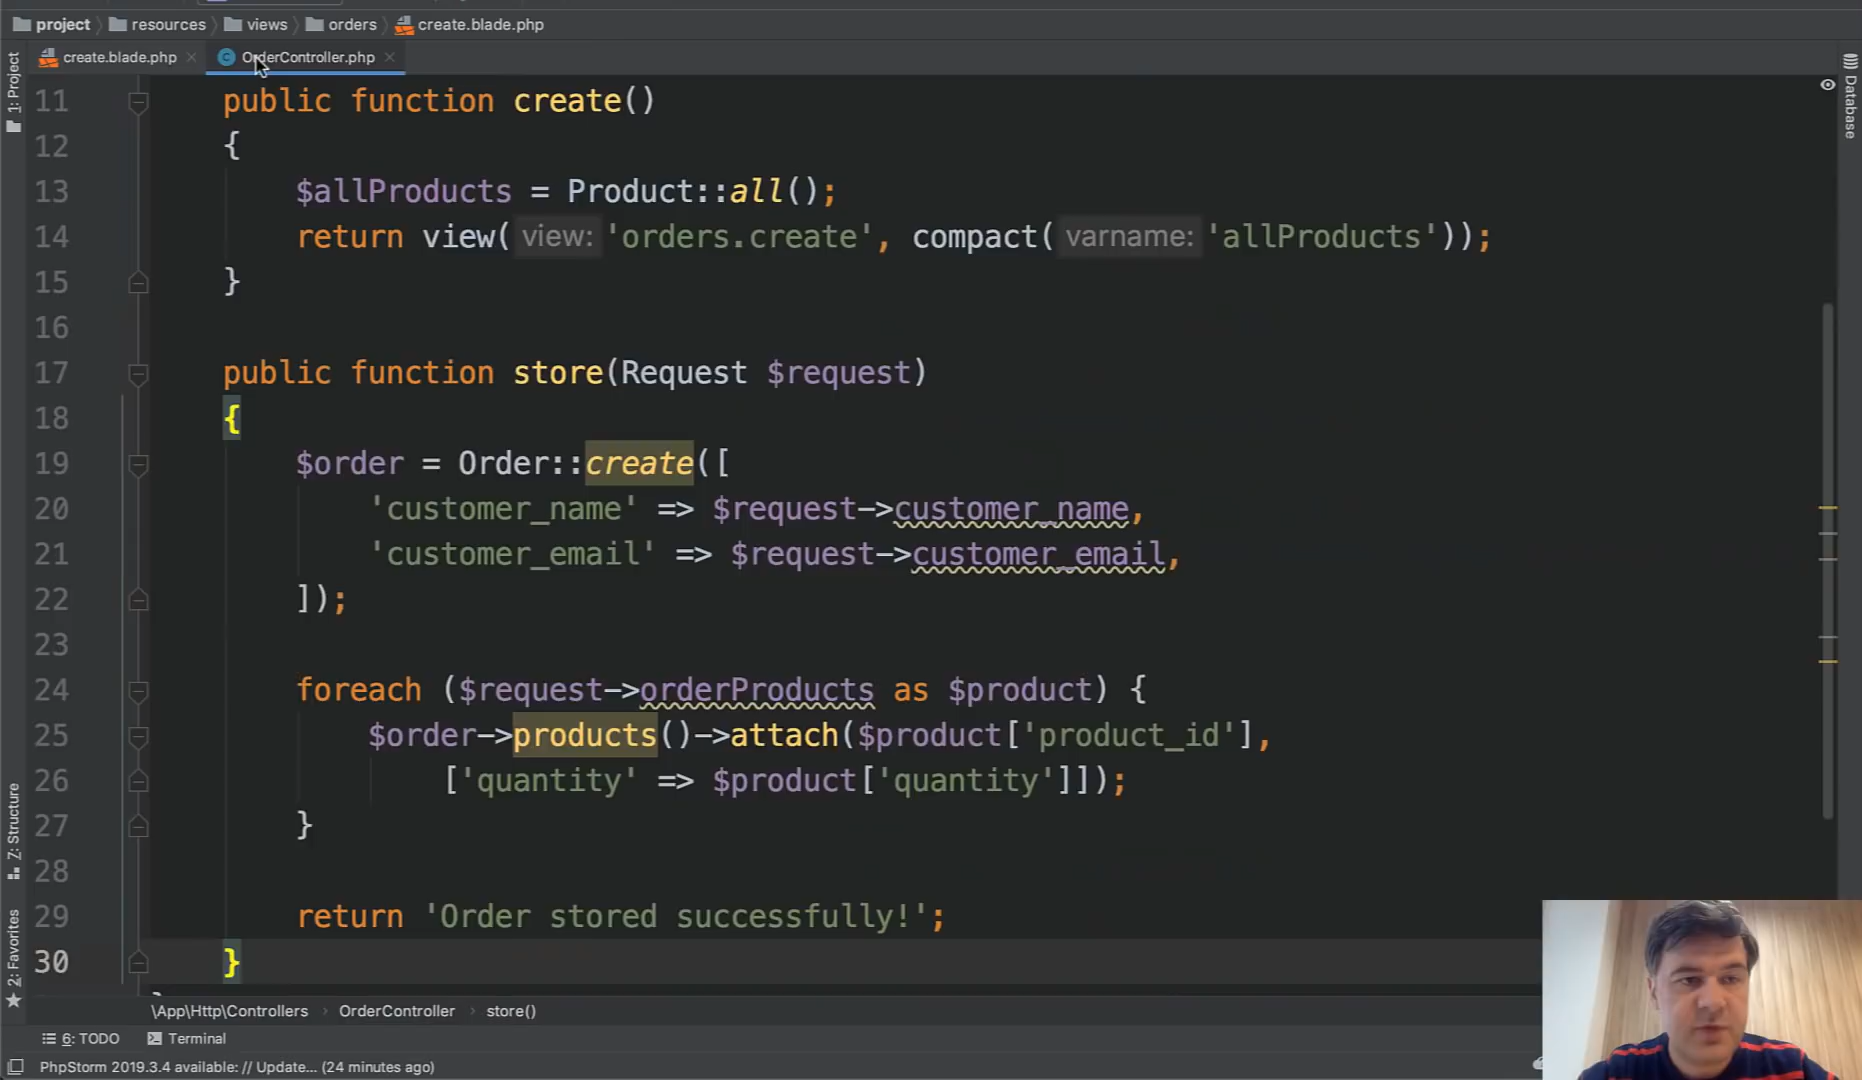 project resources views orders create.blade.php
create.blade.php OrderController.php
1: Project
Database
11 public function create()
12 {
13 $allProducts = Product::all();
14 return view( view: 'orders.create', compact( varname: 'allProducts'));
15 }
16
17 public function store(Request $request)
18 {
19 $order = Order::create([
20 'customer_name' => $request->customer_name,
21 'customer_email' => $request->customer_email,
22 ]);
23
24 foreach ($request->orderProducts as $product) {
25 $order->products()->attach($product['product_id'],
26 ['quantity' => $product['quantity']]);
27 }
28
29 return 'Order stored successfully!';
30 }
Z: Structure
2: Favorites
\App\Http\Controllers › OrderController › store()
6: TODO Terminal
PhpStorm 2019.3.4 available: // Update... (24 minutes ago)